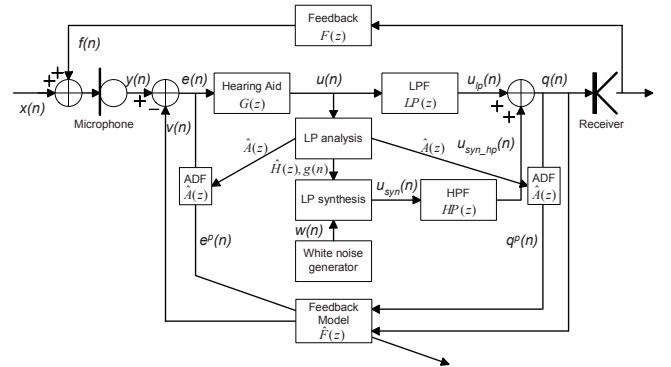 Feedback
F(z)
f(n)
x(n)
Microphone
y(n)
e(n)
v(n)
Hearing Aid
G(z)
u(n)
LPF
LP(z)
u_lp(n)
q(n)
Receiver
LP analysis
Â(z)
Â(z)
Ĥ(z), g(n)
u_syn_hp(n)
ADF
Â(z)
LP synthesis
u_syn(n)
HPF
HP(z)
ADF
Â(z)
w(n)
White noise
generator
e^p(n)
q^p(n)
Feedback
Model
F̂(z)